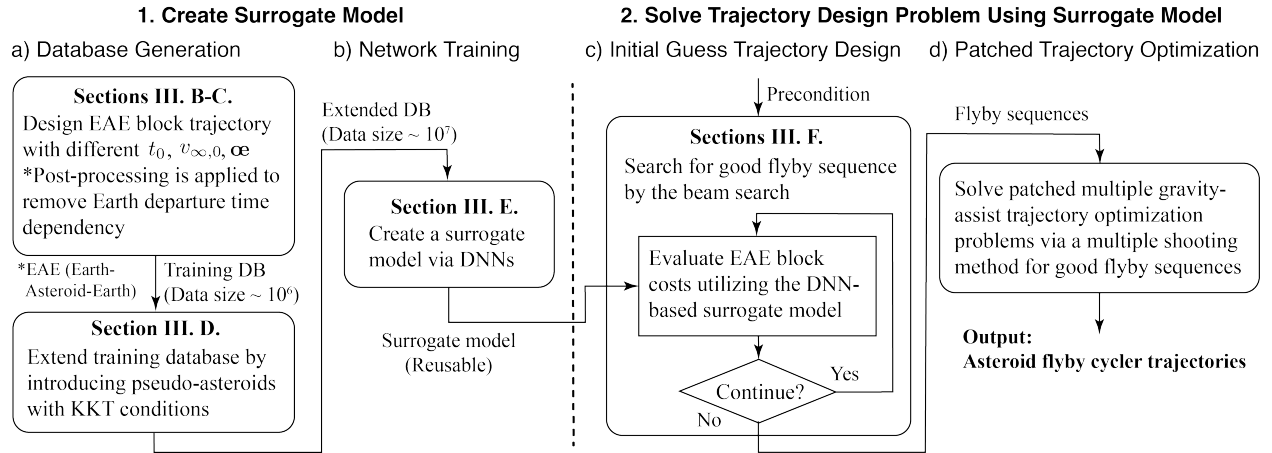 1. Create Surrogate Model
2. Solve Trajectory Design Problem Using Surrogate Model
a) Database Generation
b) Network Training
c) Initial Guess Trajectory Design
d) Patched Trajectory Optimization
Sections III. B-C.
Design EAE block trajectory
with different t₀, v∞,₀, œ
*Post-processing is applied to
remove Earth departure time
dependency
*EAE (Earth-
Asteroid-Earth)
Training DB
(Data size ~ 10⁶)
Section III. D.
Extend training database by
introducing pseudo-asteroids
with KKT conditions
Extended DB
(Data size ~ 10⁷)
Section III. E.
Create a surrogate
model via DNNs
Surrogate model
(Reusable)
Precondition
Sections III. F.
Search for good flyby sequence
by the beam search
Evaluate EAE block
costs utilizing the DNN-
based surrogate model
Continue?
Yes
No
Flyby sequences
Solve patched multiple gravity-
assist trajectory optimization
problems via a multiple shooting
method for good flyby sequences
Output:
Asteroid flyby cycler trajectories